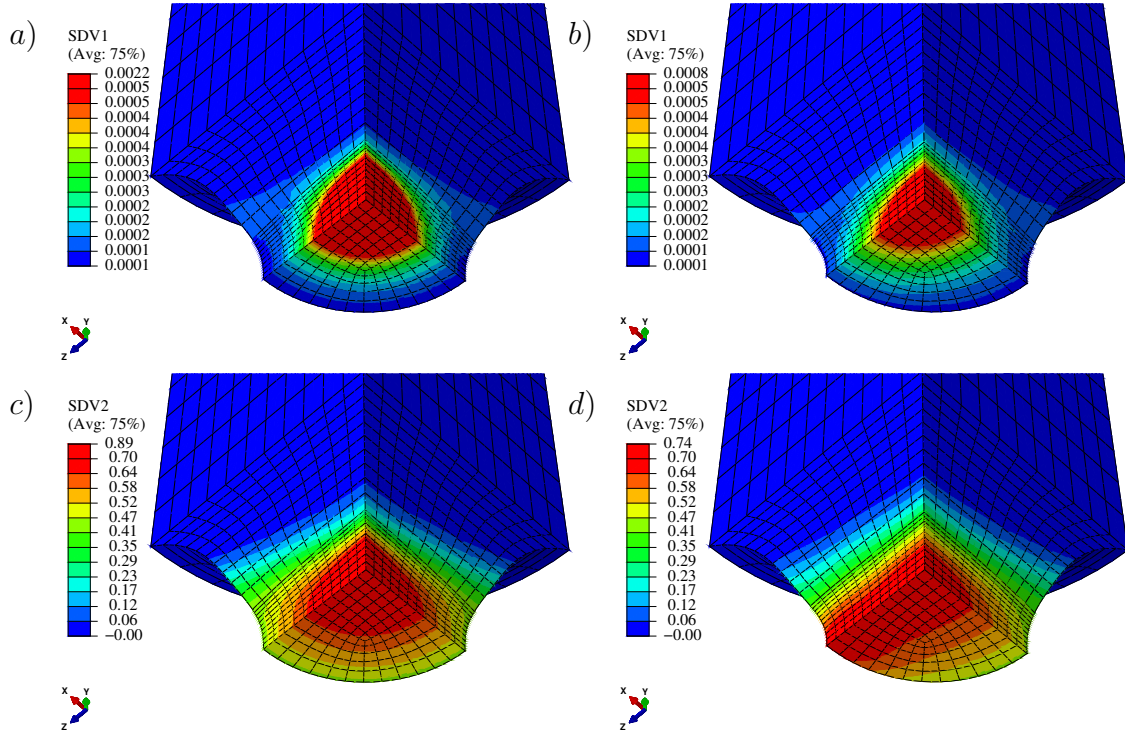 a)
SDV1
(Avg: 75%)
0.0022
0.0005
0.0005
0.0004
0.0004
0.0004
0.0003
0.0003
0.0003
0.0002
0.0002
0.0002
0.0001
0.0001
X Y
Z
b)
SDV1
(Avg: 75%)
0.0008
0.0005
0.0005
0.0004
0.0004
0.0004
0.0003
0.0003
0.0003
0.0002
0.0002
0.0002
0.0001
0.0001
X Y
Z
c)
SDV2
(Avg: 75%)
0.89
0.70
0.64
0.58
0.52
0.47
0.41
0.35
0.29
0.23
0.17
0.12
0.06
−0.00
X Y
Z
d)
SDV2
(Avg: 75%)
0.74
0.70
0.64
0.58
0.52
0.47
0.41
0.35
0.29
0.23
0.17
0.12
0.06
−0.00
X Y
Z